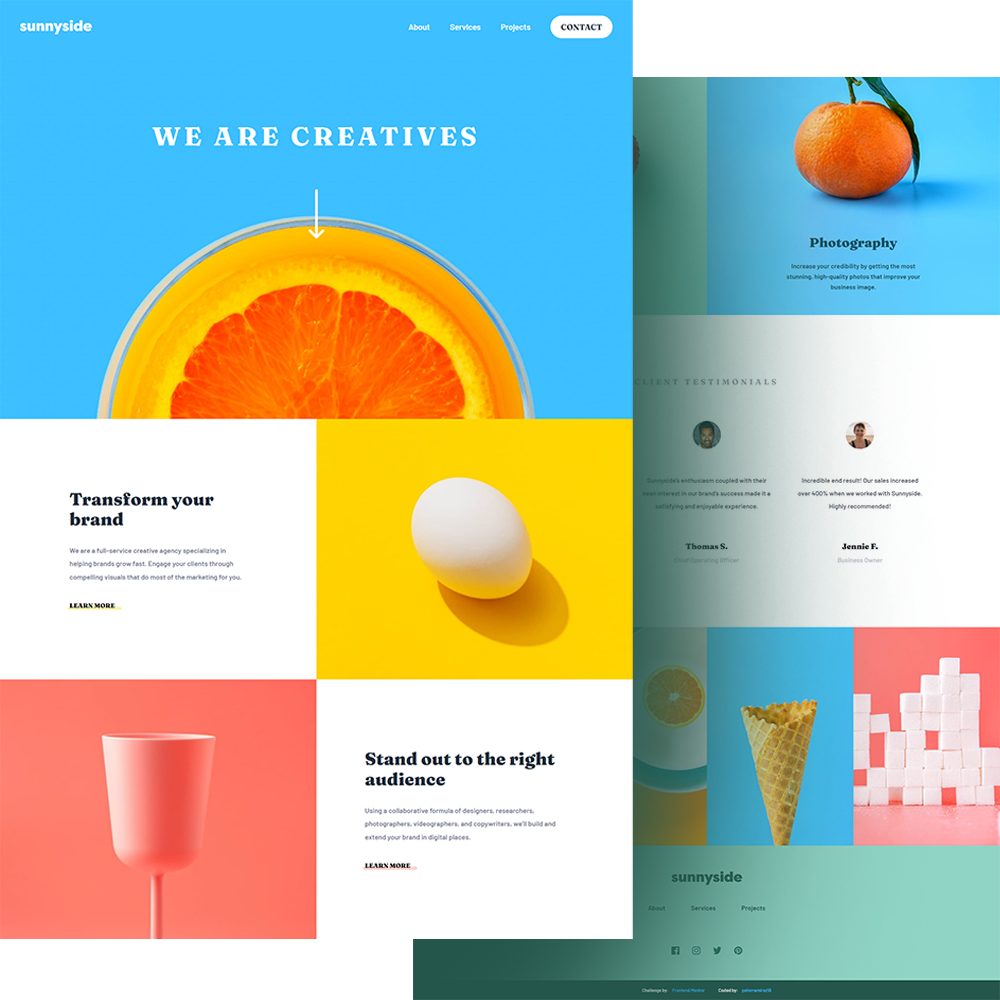 sunnyside
About Services Projects CONTACT
WE ARE CREATIVES
Transform your
brand
We are a full-service creative agency specializing in
helping brands grow fast. Engage your clients through
compelling visuals that do most of the marketing for you.
LEARN MORE
Stand out to the right
audience
Using a collaborative formula of designers, researchers,
photographers, videographers, and copywriters, we'll build and
extend your brand in digital places.
LEARN MORE
Photography
Increase your credibility by getting the most
stunning, high-quality photos that improve your
business image.
CLIENT TESTIMONIALS
Sunnyside's enthusiasm coupled with their
keen interest in our brand's success made it a
satisfying and enjoyable experience.
Thomas S.
Chief Operating Officer
Incredible end result! Our sales increased
over 400% when we worked with Sunnyside.
Highly recommended!
Jennie F.
Business Owner
sunnyside
About Services Projects
Challenge by: Frontend Mentor Coded by: